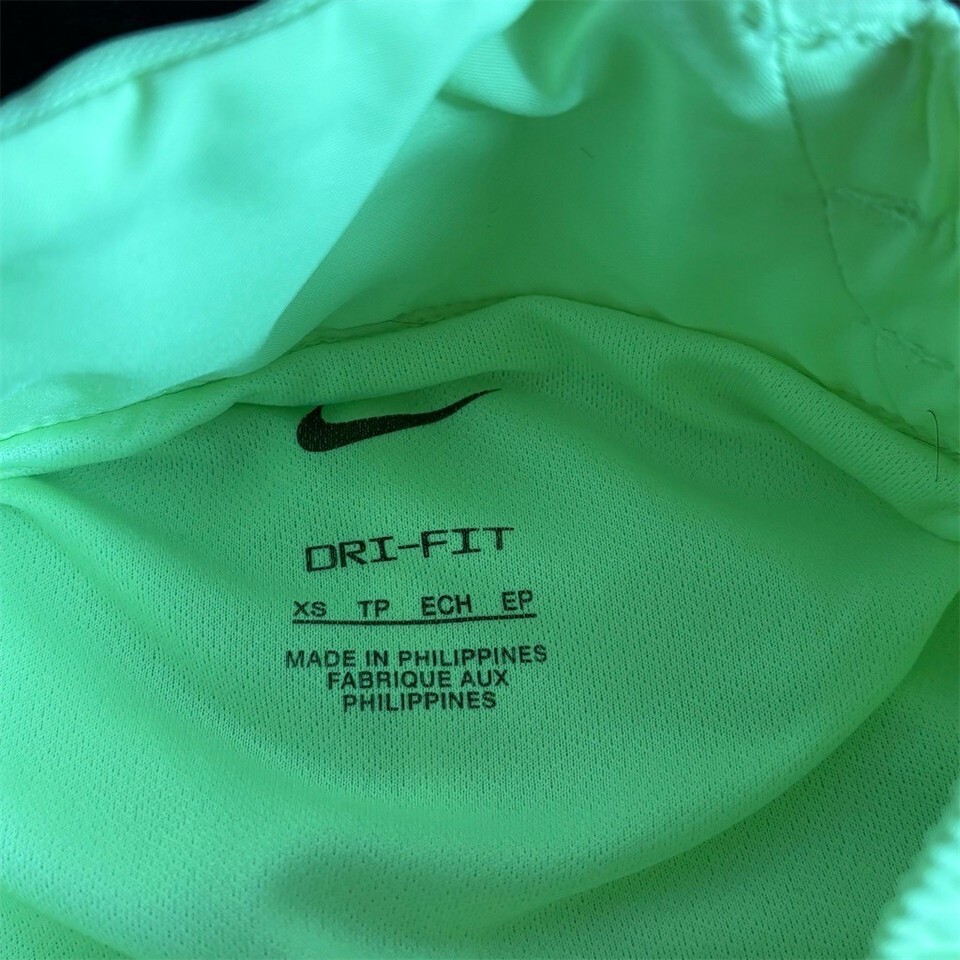 DRI-FIT
XS TP ECH EP
MADE IN PHILIPPINES
FABRIQUE AUX
PHILIPPINES